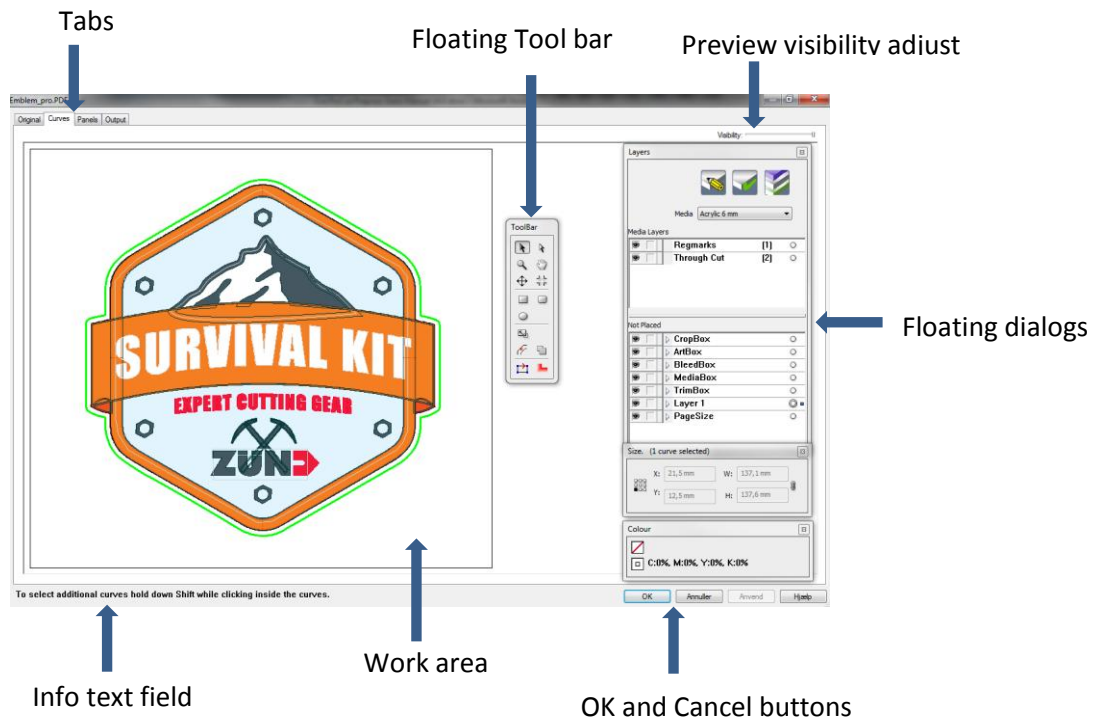 Tabs
Floating Tool bar
Preview visibility adjust
Emblem_pro.PDF
Original Curves Panels Output
Visibility
Layers
Media Acrylic 6 mm
Media Layers
Regmarks (1)
Through Cut (2)
ToolBar
Not Placed
CropBox
ArtBox
BleedBox
MediaBox
TrimBox
Layer 1
PageSize
Floating dialogs
SURVIVAL KIT
EXPERT CUTTING GEAR
ZÜND
Size. (1 curve selected)
X: 21,5 mm W: 137,1 mm
Y: 12,5 mm H: 137,6 mm
Colour
C:0%, M:0%, Y:0%, K:0%
To select additional curves hold down Shift while clicking inside the curves.
OK Annuller Anvend Hjælp
Work area
Info text field
OK and Cancel buttons